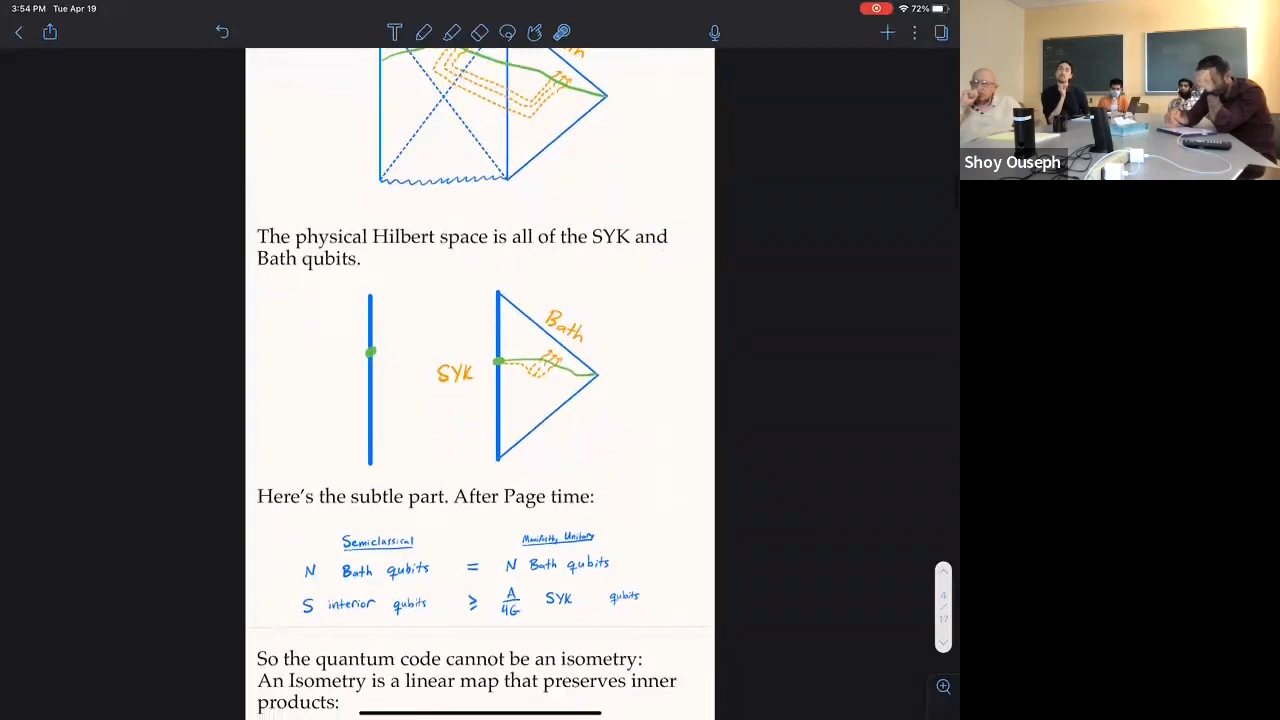 3:54 PM Tue Apr 19
72%
The physical Hilbert space is all of the SYK and
Bath qubits.
Bath
SYK
Here's the subtle part. After Page time:
Semiclassical Manifestly Unitary
N Bath qubits = N Bath qubits
S interior qubits ≥ A/4G SYK qubits
So the quantum code cannot be an isometry:
An Isometry is a linear map that preserves inner
products:
4
/
17
Shoy Ouseph